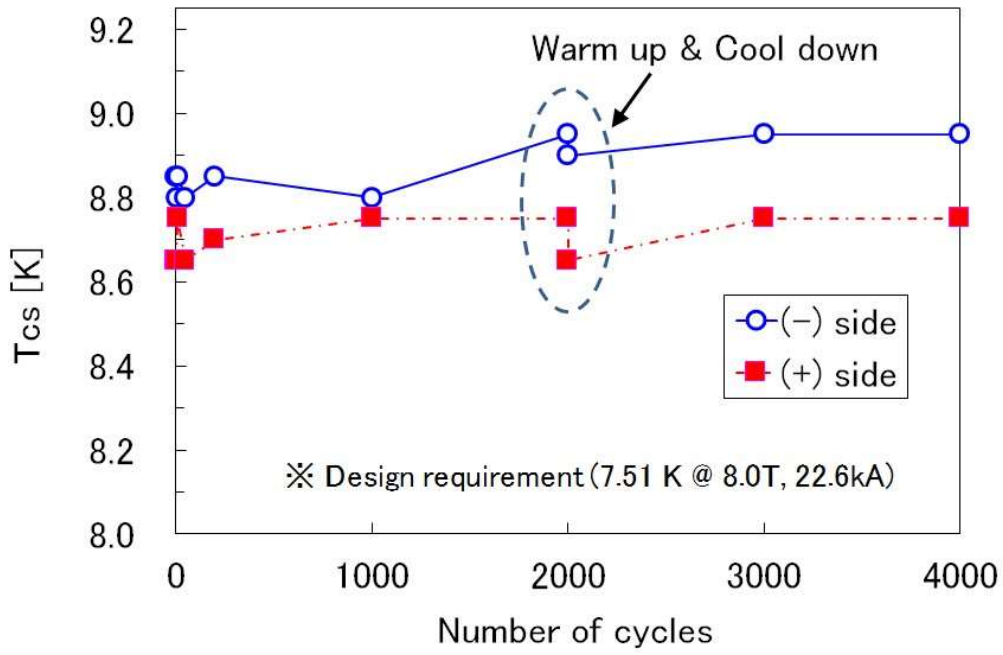 9.2
9.0
8.8
8.6
8.4
8.2
8.0
Tcs [K]
Warm up & Cool down
(−) side
(+) side
※ Design requirement (7.51 K @ 8.0T, 22.6kA)
0 1000 2000 3000 4000
Number of cycles